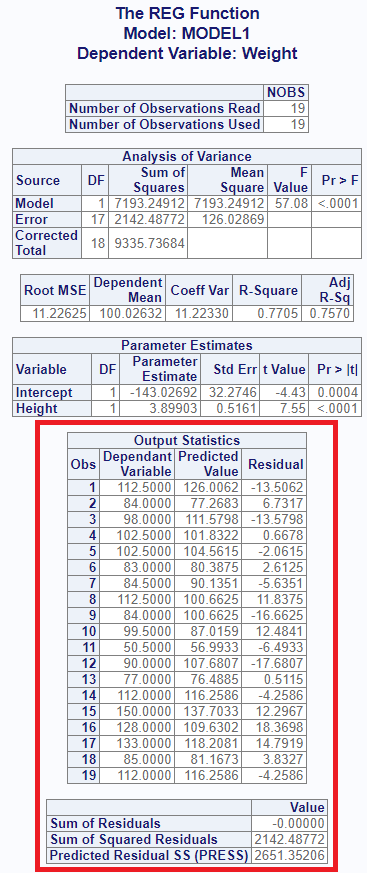 The REG Function
Model: MODEL1
Dependent Variable: Weight
NOBS
Number of Observations Read 19
Number of Observations Used 19
Analysis of Variance
Source DF Sum of Squares Mean Square F Value Pr > F
Model 1 7193.24912 7193.24912 57.08 <.0001
Error 17 2142.48772 126.02869
Corrected Total 18 9335.73684
Root MSE Dependent Mean Coeff Var R-Square Adj R-Sq
11.22625 100.02632 11.22330 0.7705 0.7570
Parameter Estimates
Variable DF Parameter Estimate Std Err t Value Pr > |t|
Intercept 1 -143.02692 32.2746 -4.43 0.0004
Height 1 3.89903 0.5161 7.55 <.0001
Output Statistics
Obs Dependant Variable Predicted Value Residual
1 112.5000 126.0062 -13.5062
2 84.0000 77.2683 6.7317
3 98.0000 111.5798 -13.5798
4 102.5000 101.8322 0.6678
5 102.5000 104.5615 -2.0615
6 83.0000 80.3875 2.6125
7 84.5000 90.1351 -5.6351
8 112.5000 100.6625 11.8375
9 84.0000 100.6625 -16.6625
10 99.5000 87.0159 12.4841
11 50.5000 56.9933 -6.4933
12 90.0000 107.6807 -17.6807
13 77.0000 76.4885 0.5115
14 112.0000 116.2586 -4.2586
15 150.0000 137.7033 12.2967
16 128.0000 109.6302 18.3698
17 133.0000 118.2081 14.7919
18 85.0000 81.1673 3.8327
19 112.0000 116.2586 -4.2586
Value
Sum of Residuals -0.00000
Sum of Squared Residuals 2142.48772
Predicted Residual SS (PRESS) 2651.35206